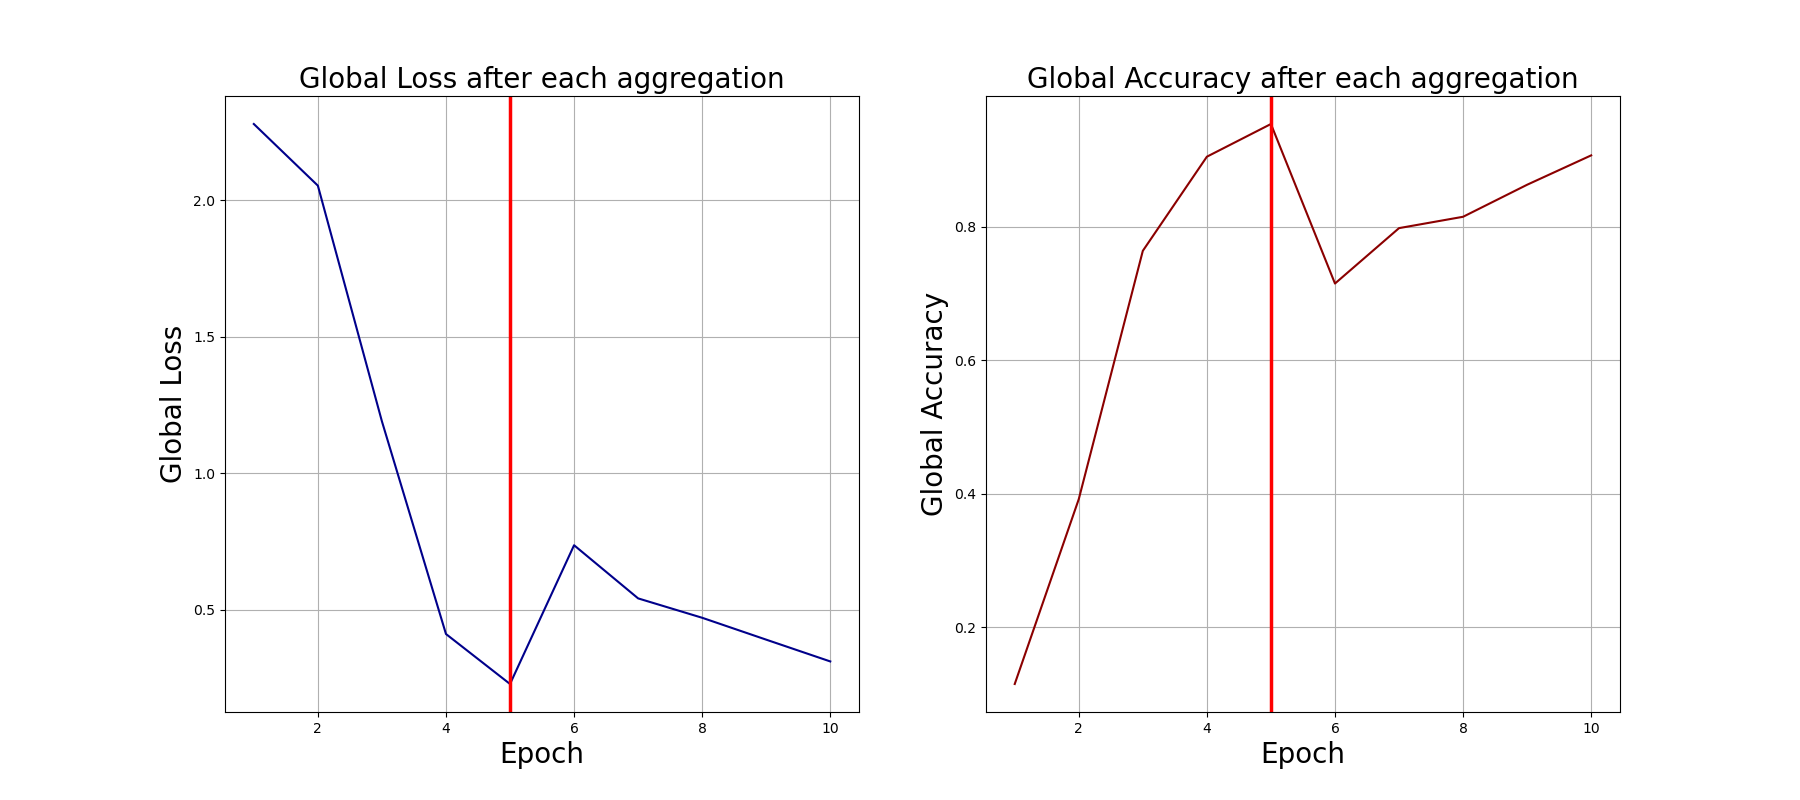 Global Loss after each aggregation
Global Loss
2.0
1.5
1.0
0.5
2 4 6 8 10
Epoch
Global Accuracy after each aggregation
Global Accuracy
0.8
0.6
0.4
0.2
2 4 6 8 10
Epoch